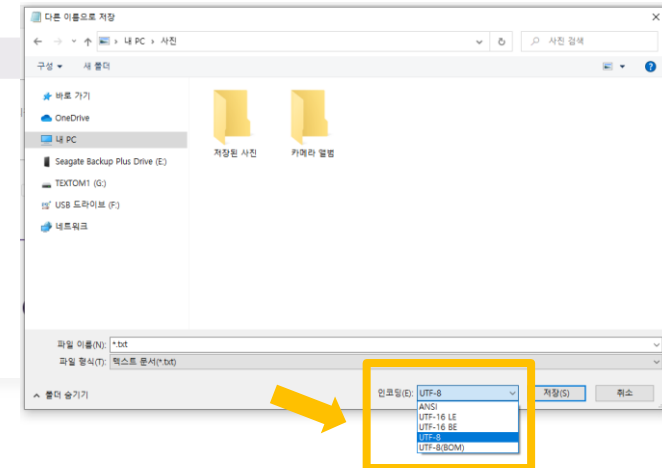 다른 이름으로 저장
내 PC › 사진
사진 검색
구성
새 폴더
바로 가기
OneDrive
내 PC
Seagate Backup Plus Drive (E:)
TEXTOM1 (G:)
USB 드라이브 (F:)
네트워크
저장된 사진
카메라 앨범
파일 이름(N): *.txt
파일 형식(T): 텍스트 문서(*.txt)
폴더 숨기기
인코딩(E): UTF-8
저장(S)
취소
ANSI
UTF-16 LE
UTF-16 BE
UTF-8
UTF-8(BOM)